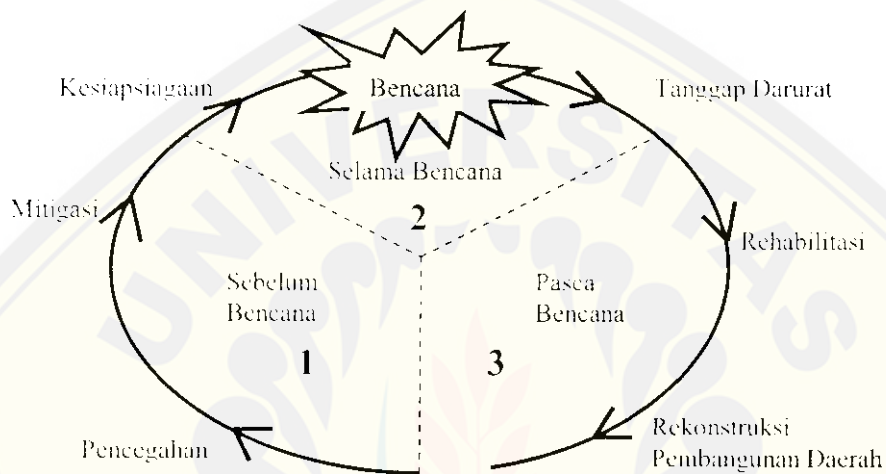 Kesiapsiagaan
Bencana
Tanggap Darurat
Selama Bencana
2
Mitigasi
Rehabilitasi
Sebelum
Bencana
1
Pasca
Bencana
3
Pencegahan
Rekonstruksi
Pembangunan Daerah
UNIVERSITAS